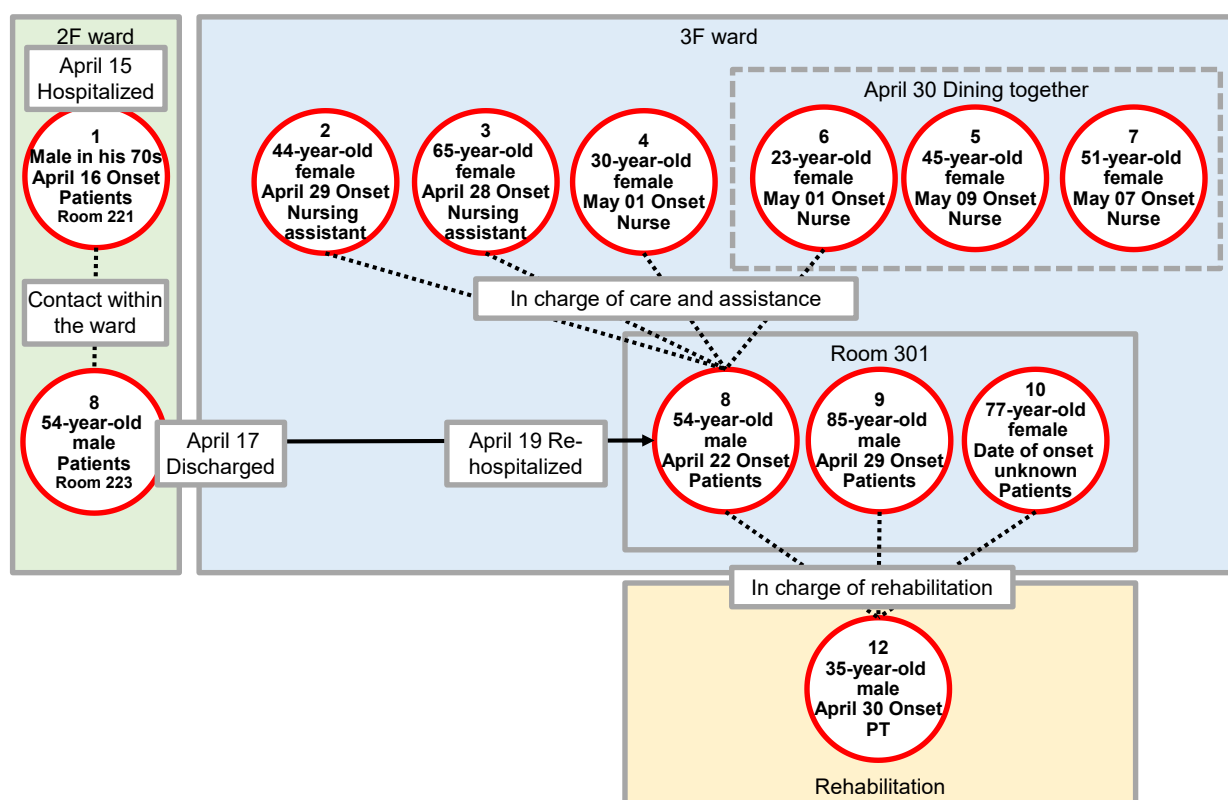 2F ward
April 15
Hospitalized
1
Male in his 70s
April 16 Onset
Patients
Room 221
Contact within
the ward
8
54-year-old
male
Patients
Room 223
3F ward
2
44-year-old
female
April 29 Onset
Nursing
assistant
3
65-year-old
female
April 28 Onset
Nursing
assistant
4
30-year-old
female
May 01 Onset
Nurse
April 30 Dining together
6
23-year-old
female
May 01 Onset
Nurse
5
45-year-old
female
May 09 Onset
Nurse
7
51-year-old
female
May 07 Onset
Nurse
In charge of care and assistance
April 17
Discharged
April 19 Re-
hospitalized
Room 301
8
54-year-old
male
April 22 Onset
Patients
9
85-year-old
male
April 29 Onset
Patients
10
77-year-old
female
Date of onset
unknown
Patients
In charge of rehabilitation
12
35-year-old
male
April 30 Onset
PT
Rehabilitation